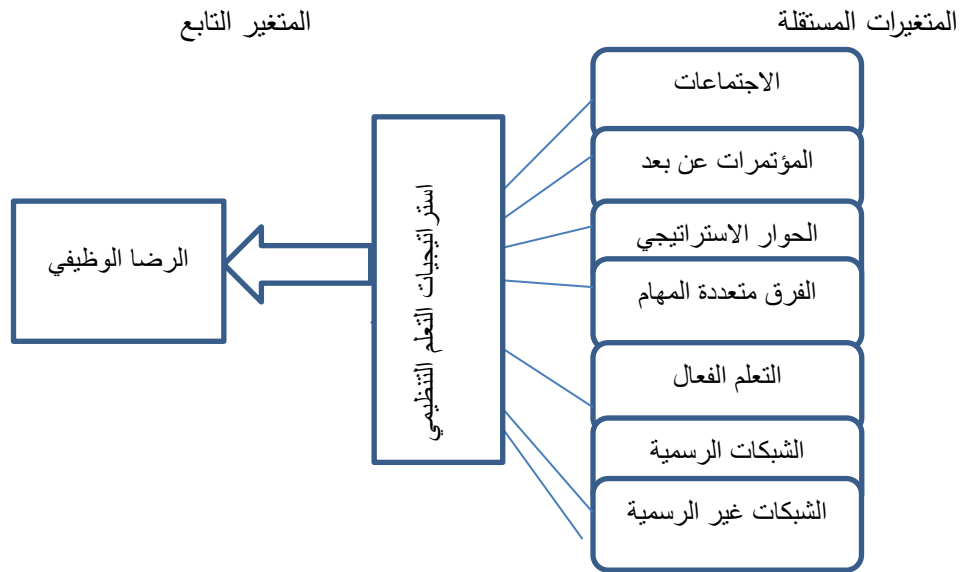 المتغيرات المستقلة
المتغير التابع
الاجتماعات
المؤتمرات عن بعد
الحوار الاستراتيجي
الفرق متعددة المهام
التعلم الفعال
الشبكات الرسمية
الشبكات غير الرسمية
استراتيجيات التعلم التنظيمي
الرضا الوظيفي